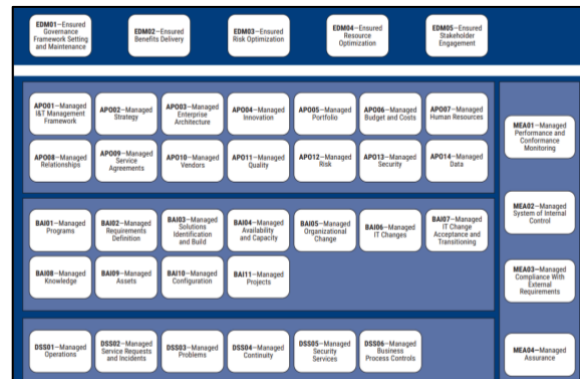 EDM01—Ensured
Governance
Framework Setting
and Maintenance
EDM02—Ensured
Benefits Delivery
EDM03—Ensured
Risk Optimization
EDM04—Ensured
Resource
Optimization
EDM05—Ensured
Stakeholder
Engagement
APO01—Managed
I&T Management
Framework
APO02—Managed
Strategy
APO03—Managed
Enterprise
Architecture
APO04—Managed
Innovation
APO05—Managed
Portfolio
APO06—Managed
Budget and Costs
APO07—Managed
Human Resources
APO08—Managed
Relationships
APO09—Managed
Service
Agreements
APO10—Managed
Vendors
APO11—Managed
Quality
APO12—Managed
Risk
APO13—Managed
Security
APO14—Managed
Data
BAI01—Managed
Programs
BAI02—Managed
Requirements
Definition
BAI03—Managed
Solutions
Identification
and Build
BAI04—Managed
Availability
and Capacity
BAI05—Managed
Organizational
Change
BAI06—Managed
IT Changes
BAI07—Managed
IT Change
Acceptance and
Transitioning
BAI08—Managed
Knowledge
BAI09—Managed
Assets
BAI10—Managed
Configuration
BAI11—Managed
Projects
DSS01—Managed
Operations
DSS02—Managed
Service Requests
and Incidents
DSS03—Managed
Problems
DSS04—Managed
Continuity
DSS05—Managed
Security
Services
DSS06—Managed
Business
Process Controls
MEA01—Managed
Performance and
Conformance
Monitoring
MEA02—Managed
System of Internal
Control
MEA03—Managed
Compliance With
External
Requirements
MEA04—Managed
Assurance